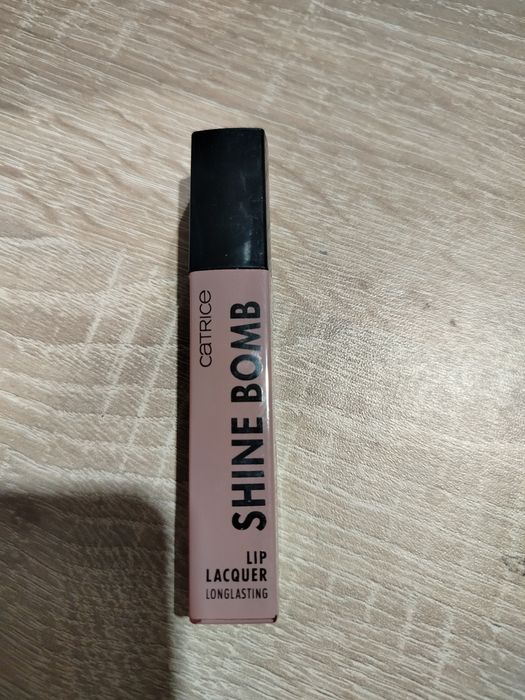 CATRICE
SHINE BOMB
LIP
LACQUER
LONGLASTING